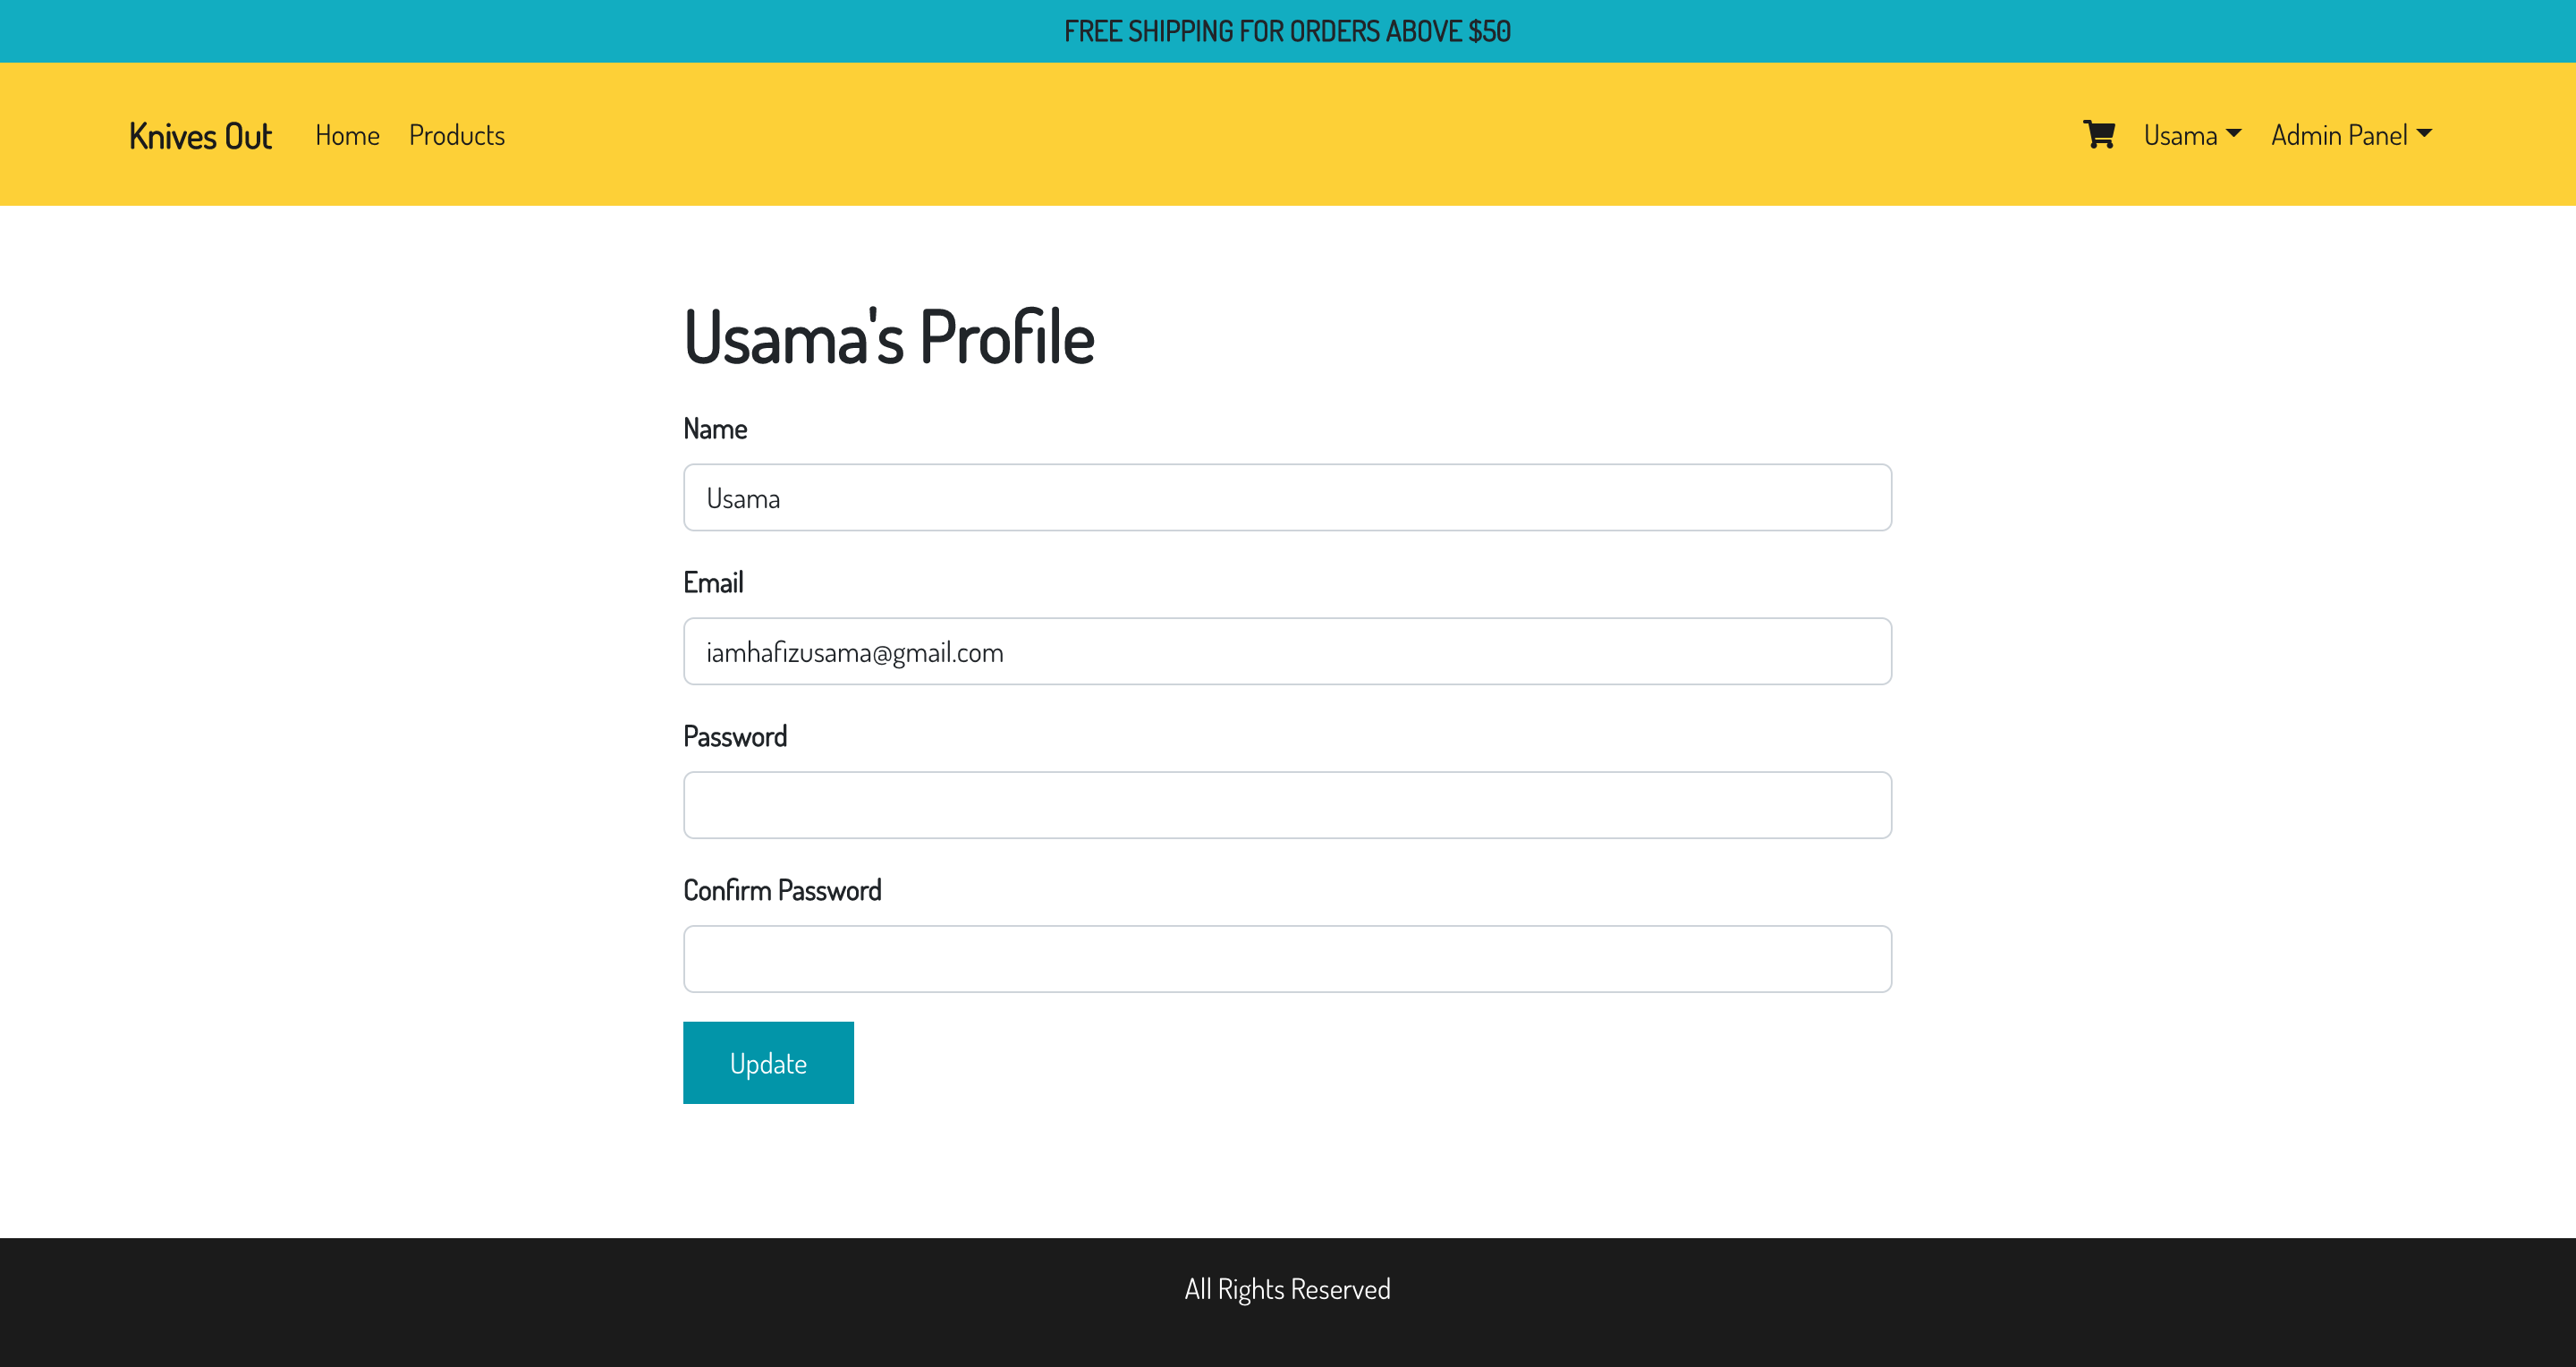 FREE SHIPPING FOR ORDERS ABOVE $50
Knives Out Home Products Usama Admin Panel
Usama's Profile
Name
Usama
Email
iamhafizusama@gmail.com
Password
Confirm Password
Update
All Rights Reserved